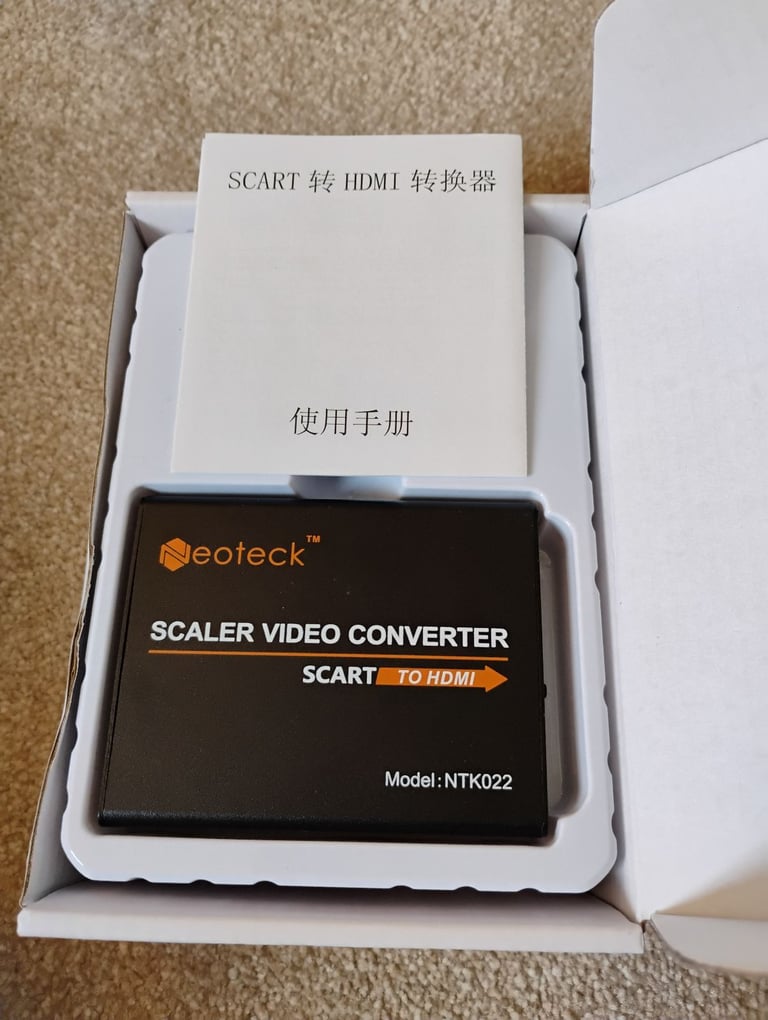 SCART 转 HDMI 转换器
使用手册
Neoteck™
SCALER VIDEO CONVERTER
SCART TO HDMI
Model: NTK022